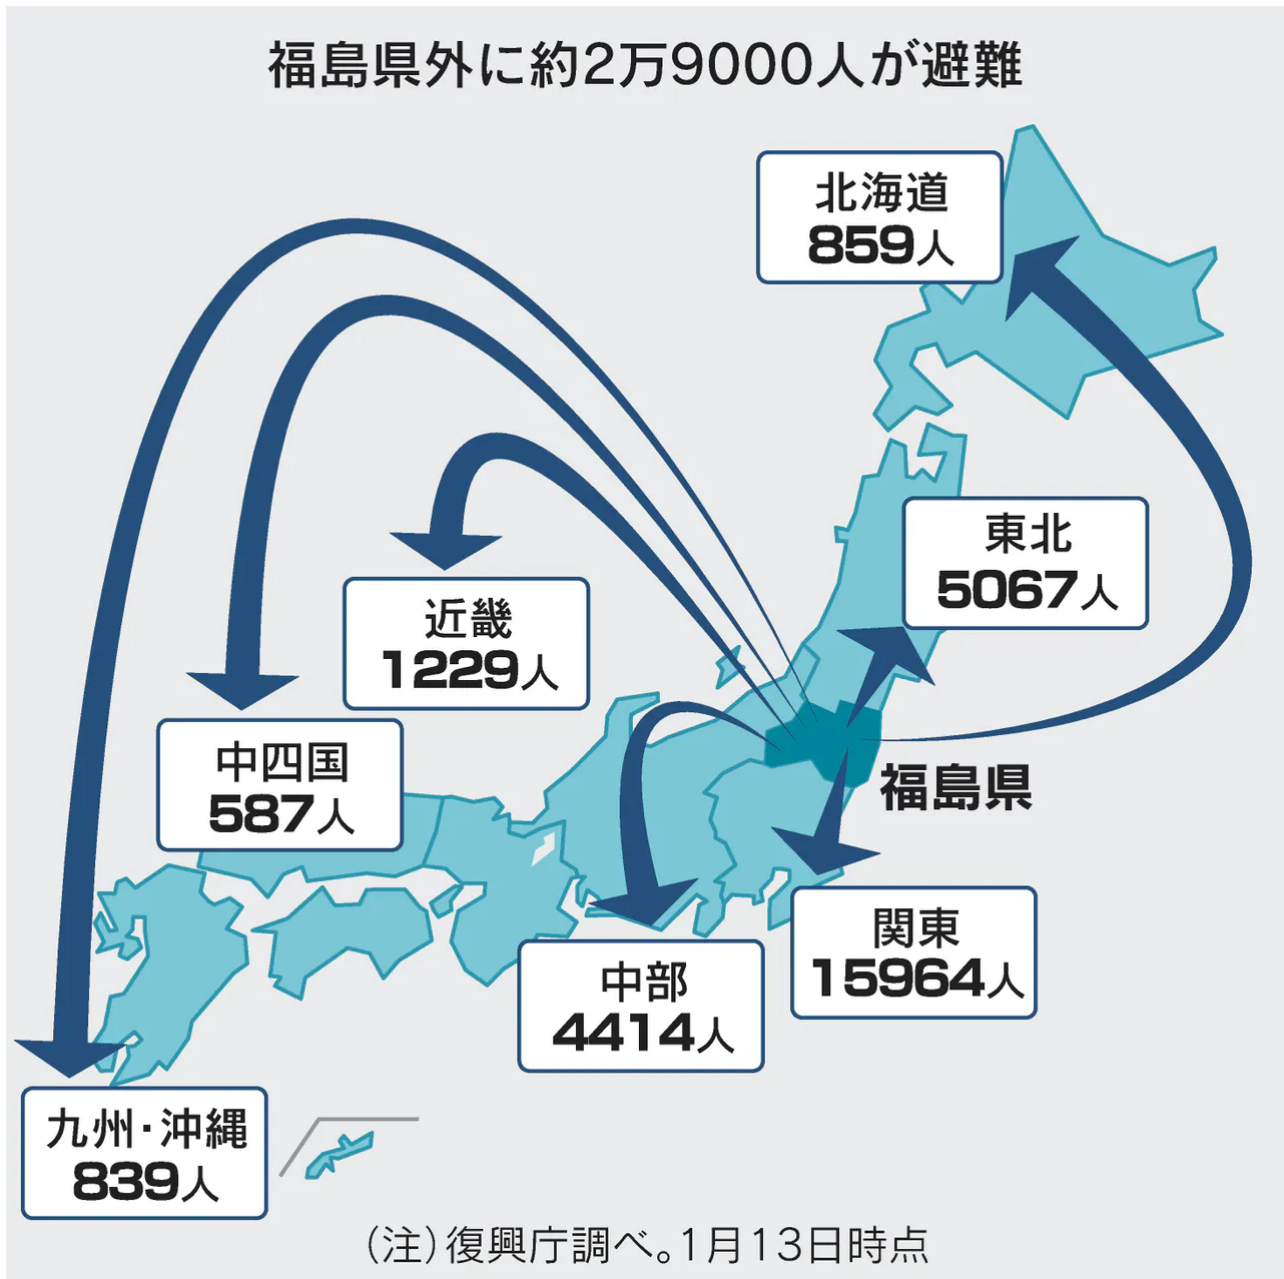 福島県外に約2万9000人が避難
北海道
859人
東北
5067人
近畿
1229人
中四国
587人
福島県
関東
15964人
中部
4414人
九州・沖縄
839人
（注）復興庁調べ。1月13日時点